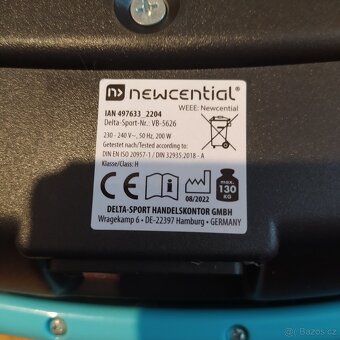 newcential®
IAN 497633_2204
WEEE: Newcential
Delta-Sport-Nr.: VB-5626
230 - 240 V~, 50 Hz, 200 W
Getestet nach/Tested according to:
DIN EN ISO 20957-1 / DIN 32935:2018 - A
Klasse/Class: H
CE
08/2022
max.
130
KG
DELTA-SPORT HANDELSKONTOR GMBH
Wragekamp 6 • DE-22397 Hamburg • GERMANY
Sbazos.cz